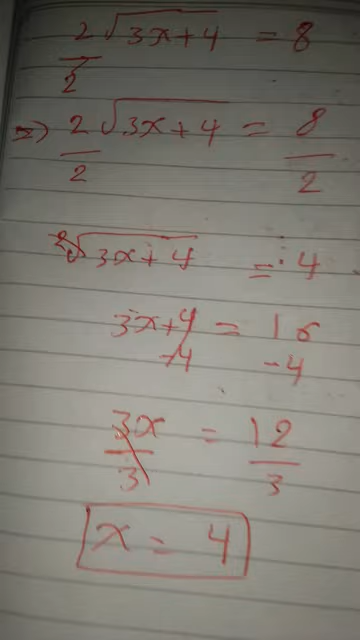 2√3x+4 = 8
2
⇒) 2√3x+4 = 8
2 2
2√3x+4 = 4
3x+4 = 16
-4 -4
3x = 12
3 3
x = 4